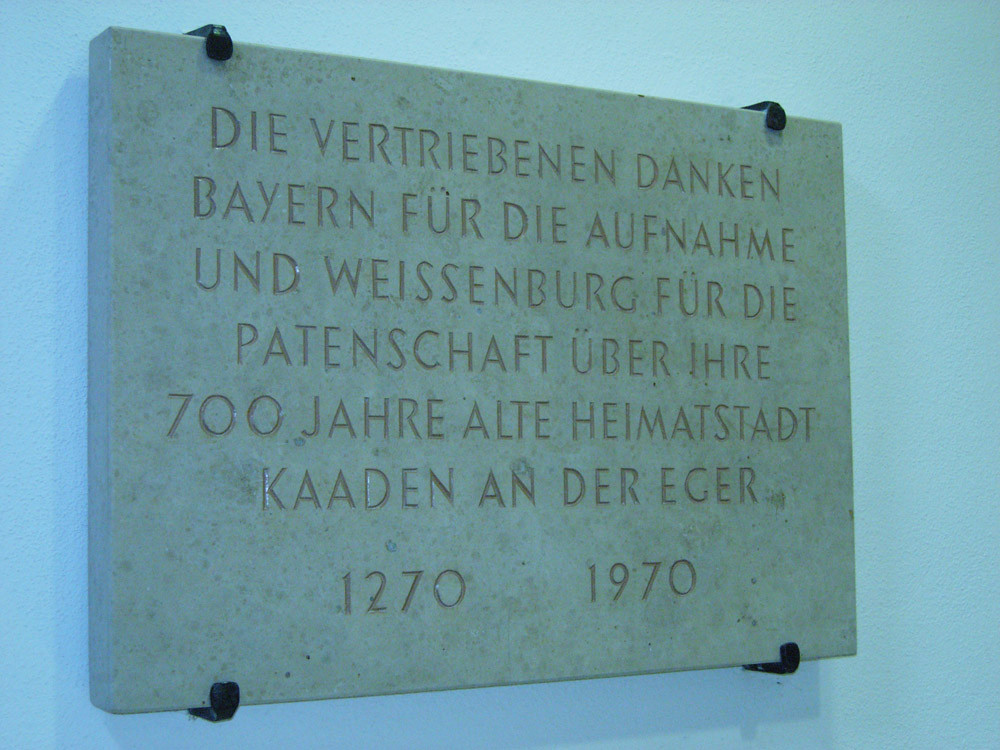 DIE VERTRIEBENEN DANKEN
BAYERN FÜR DIE AUFNAHME
UND WEISSENBURG FÜR DIE
PATENSCHAFT ÜBER IHRE
700 JAHRE ALTE HEIMATSTADT
KAADEN AN DER EGER
1270 1970